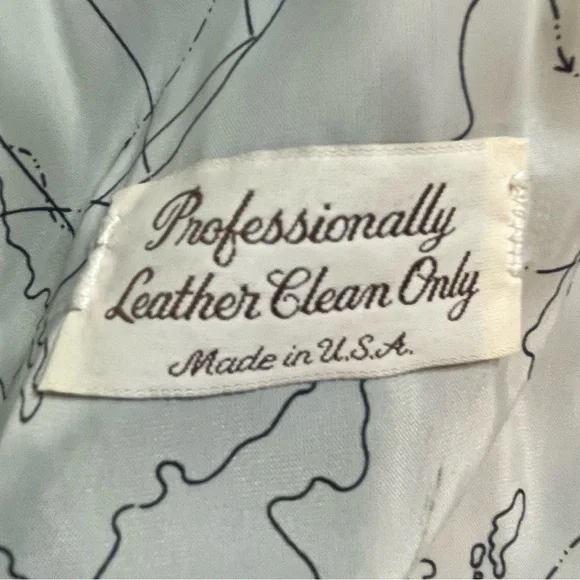 Professionally
Leather Clean Only
Made in U.S.A.